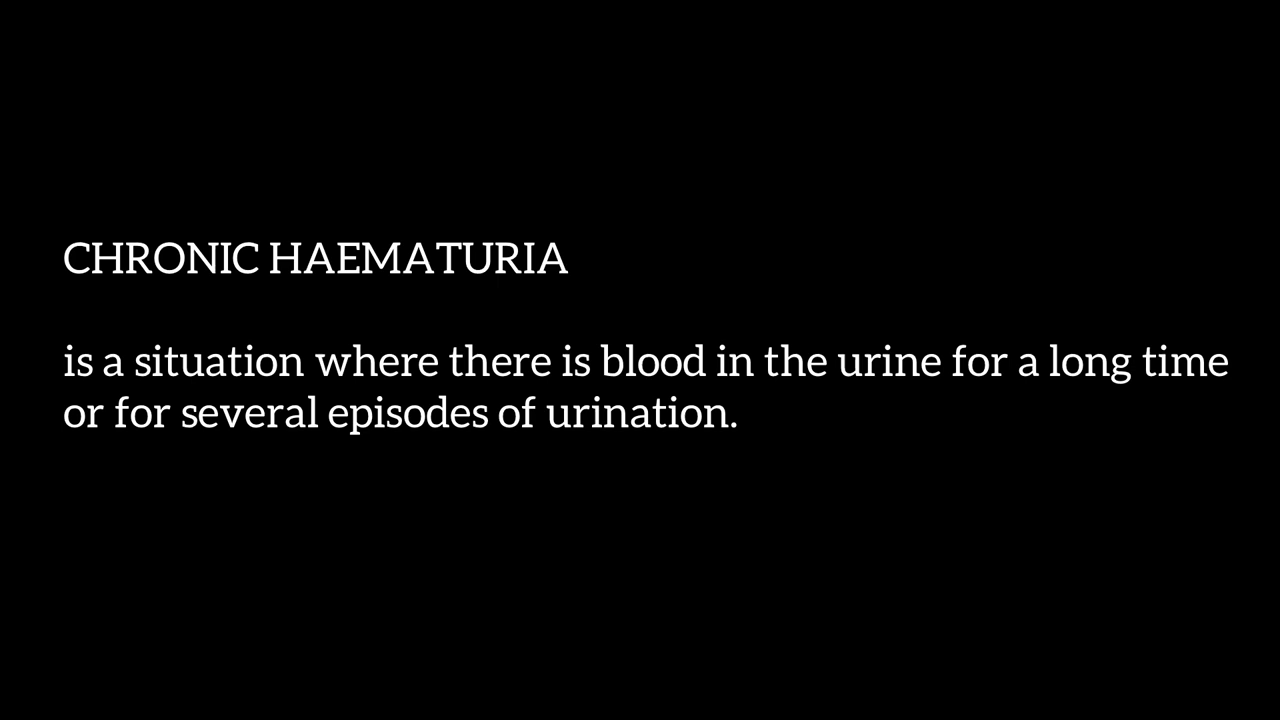 CHRONIC HAEMATURIA
is a situation where there is blood in the urine for a long time
or for several episodes of urination.